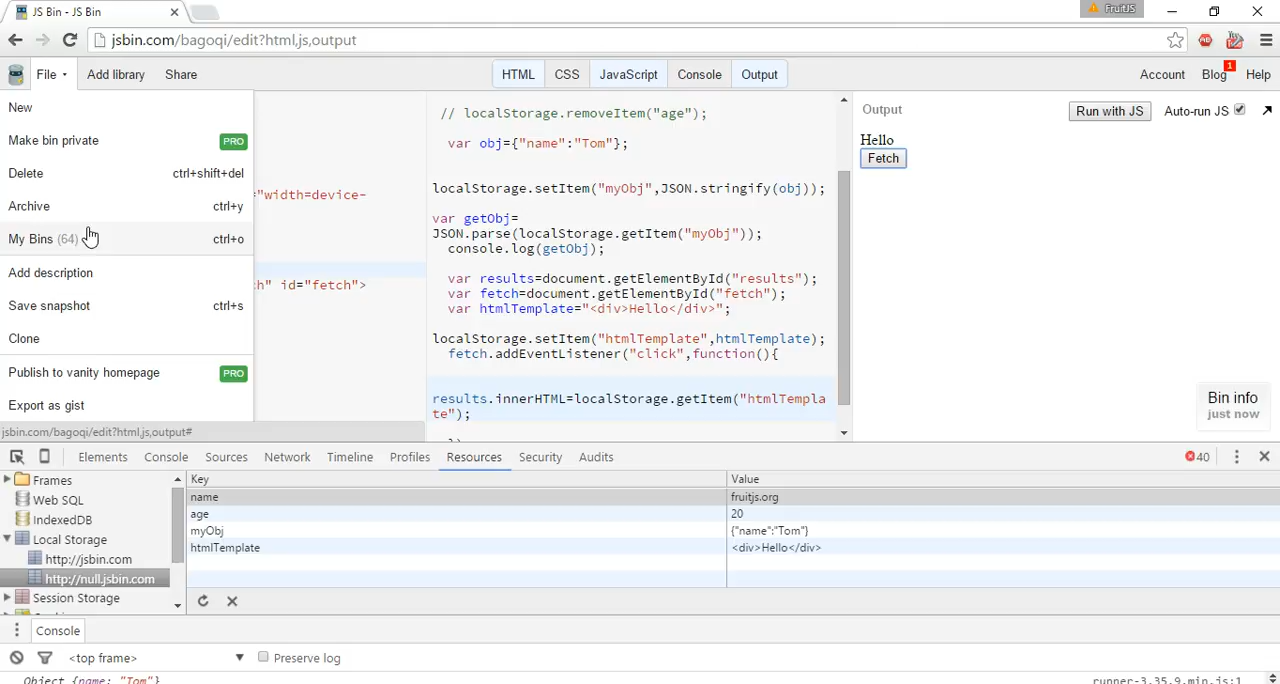 JS Bin - JS Bin
FruitJS
jsbin.com/bagoqi/edit?html,js,output
File
Add library
Share
HTML
CSS
JavaScript
Console
Output
Account
Blog
1
Help
New
Make bin private
PRO
Delete
ctrl+shift+del
Archive
ctrl+y
My Bins (64)
ctrl+o
Add description
Save snapshot
ctrl+s
Clone
Publish to vanity homepage
PRO
Export as gist
jsbin.com/bagoqi/edit?html,js,output#
="width=device-
id="fetch">
// localStorage.removeItem("age");
var obj={"name":"Tom"};
localStorage.setItem("myObj",JSON.stringify(obj));
var getObj=
JSON.parse(localStorage.getItem("myObj"));
console.log(getObj);
var results=document.getElementById("results");
var fetch=document.getElementById("fetch");
var htmlTemplate="<div>Hello</div>";
localStorage.setItem("htmlTemplate",htmlTemplate);
fetch.addEventListener("click",function(){
results.innerHTML=localStorage.getItem("htmlTempla
te");
})
Output
Run with JS
Auto-run JS
Hello
Fetch
Bin info
just now
Elements
Console
Sources
Network
Timeline
Profiles
Resources
Security
Audits
40
Frames
Web SQL
IndexedDB
Local Storage
http://jsbin.com
http://null.jsbin.com
Session Storage
Key
Value
name
fruitjs.org
age
20
myObj
{"name":"Tom"}
htmlTemplate
<div>Hello</div>
Console
<top frame>
Preserve log
Object {name: "Tom"}
runner-3.35.9.min.js:1